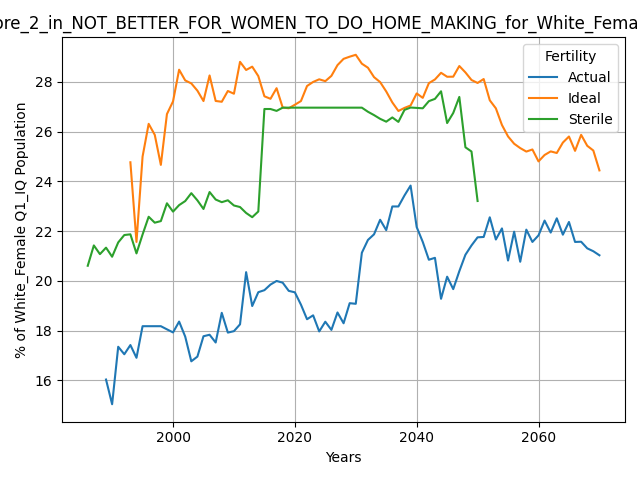 ore_2_in_NOT_BETTER_FOR_WOMEN_TO_DO_HOME_MAKING_for_White_Fema
Fertility
Actual
Ideal
Sterile
% of White_Female Q1_IQ Population
28
26
24
22
20
18
16
2000 2020 2040 2060
Years